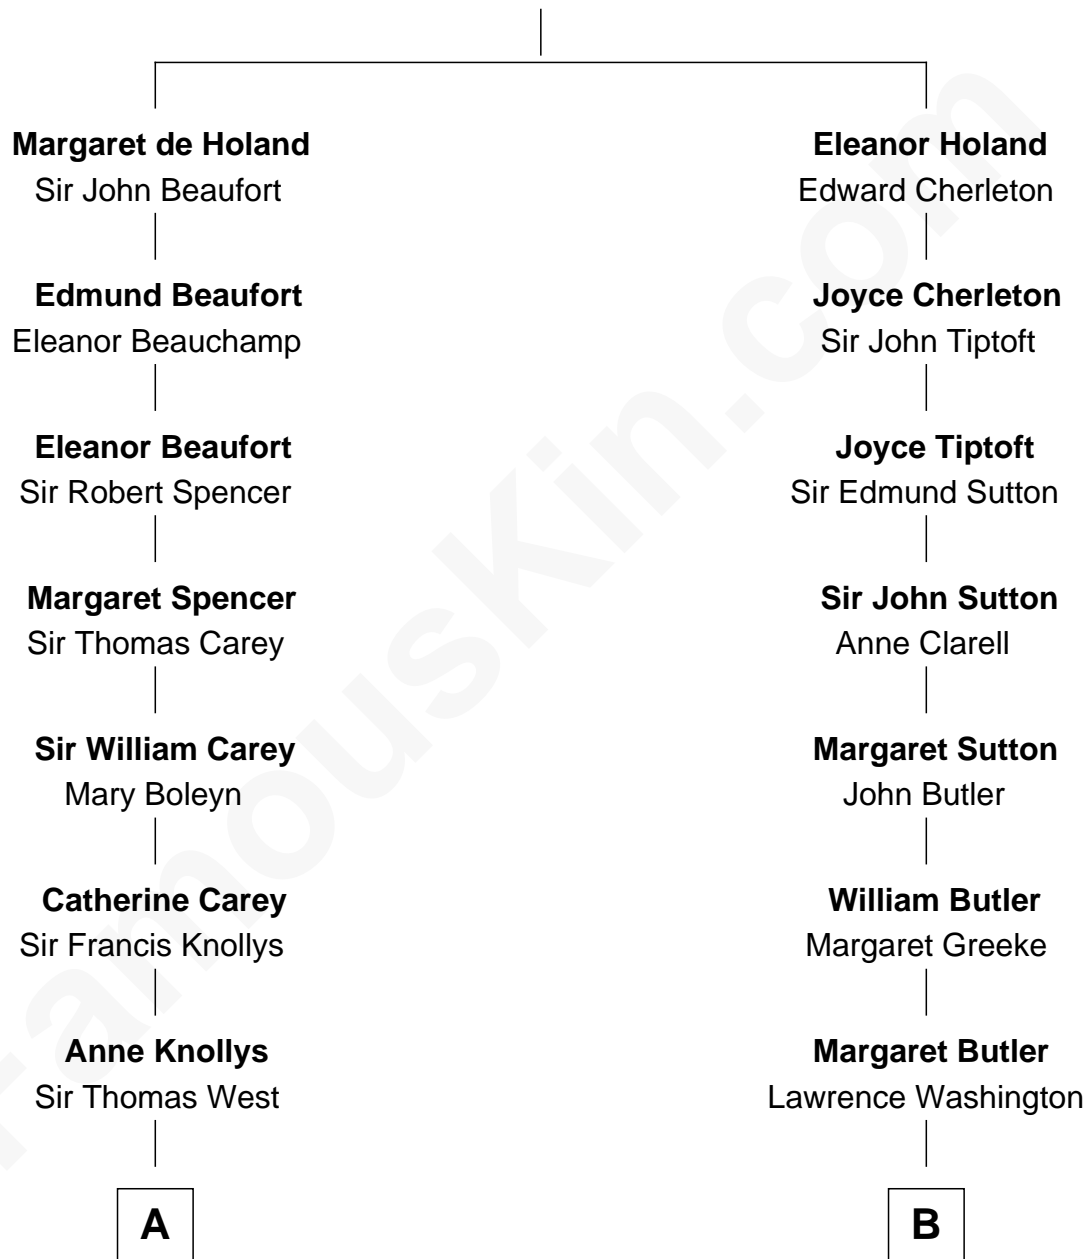 Margaret de Holand
Sir John Beaufort
Edmund Beaufort
Eleanor Beauchamp
Eleanor Beaufort
Sir Robert Spencer
Margaret Spencer
Sir Thomas Carey
Sir William Carey
Mary Boleyn
Catherine Carey
Sir Francis Knollys
Anne Knollys
Sir Thomas West
A
Eleanor Holand
Edward Cherleton
Joyce Cherleton
Sir John Tiptoft
Joyce Tiptoft
Sir Edmund Sutton
Sir John Sutton
Anne Clarell
Margaret Sutton
John Butler
William Butler
Margaret Greeke
Margaret Butler
Lawrence Washington
B
FamousKin.com